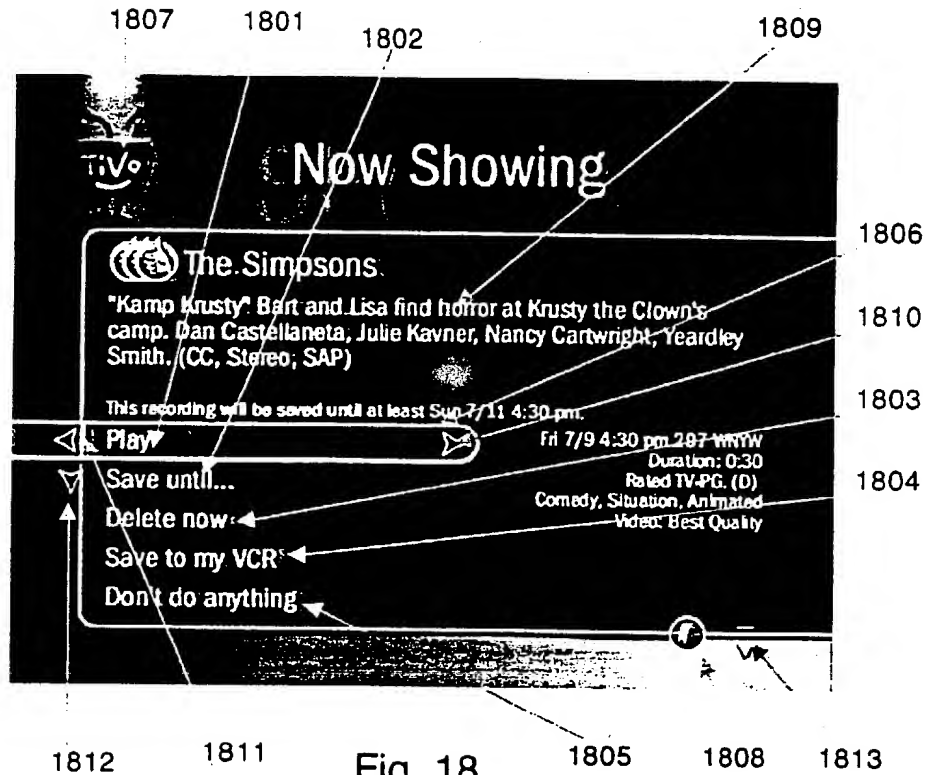 1807 1801 1802 1809
TiVo
Now Showing
The Simpsons
1806
"Kamp Krusty" Bart and Lisa find horror at Krusty the Clown's
camp. Dan Castellaneta, Julie Kavner, Nancy Cartwright, Yeardley
Smith. (CC, Stereo, SAP)
1810
This recording will be saved until at least Sun 7/11 4:30 pm.
1803
Play
Fri 7/9 4:30 pm 287 WNYW
Duration: 0:30
Save until...
Rated TV-PG. (D)
1804
Comedy, Situation, Animated
Delete now
Video: Best Quality
Save to my VCR
Don't do anything
1812 1811 Fig. 18 1805 1808 1813